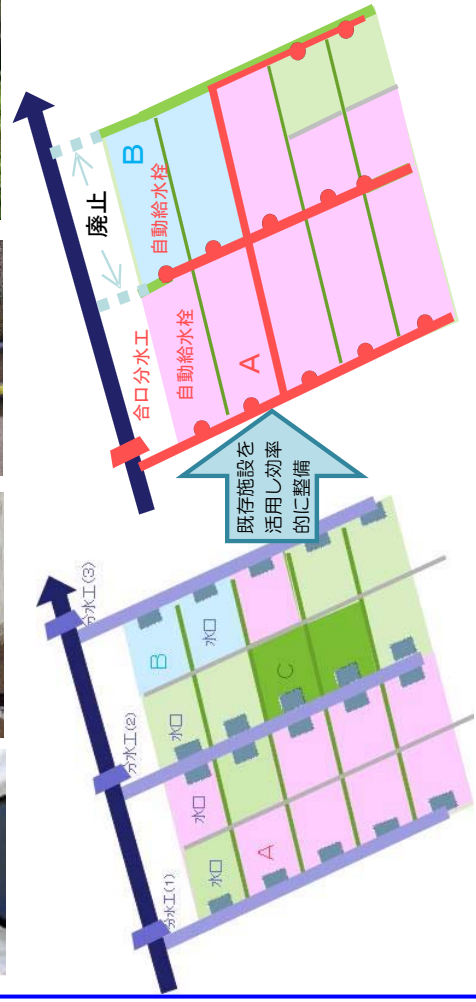 分水工(1)
分水工(2)
分水工(3)
水口
水口
水口
水口
A
B
C
既存施設を
活用し効率
的に整備
合口分水工
廃止
自動給水栓
自動給水栓
A
B